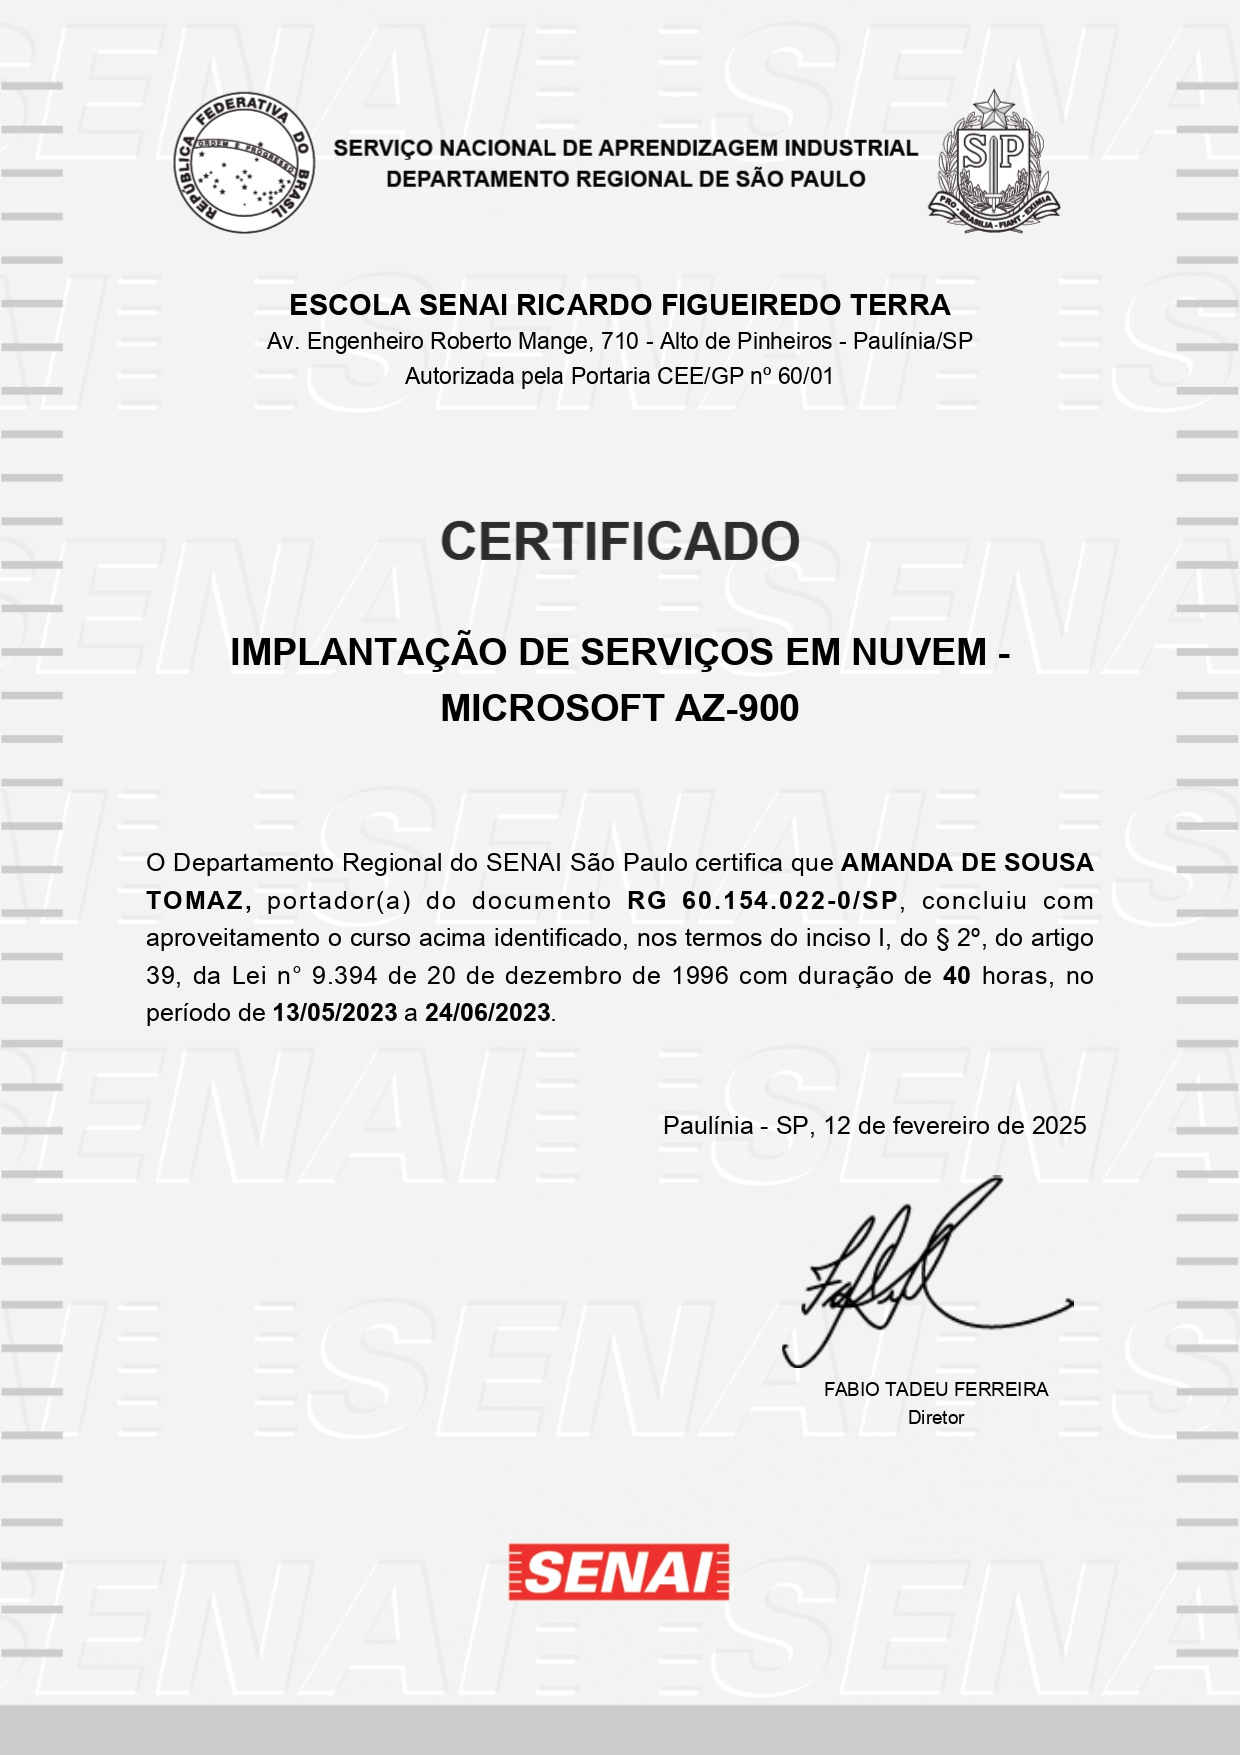 REPÚBLICA FEDERATIVA DO BRASIL
ORDEM E PROGRESSO
SERVIÇO NACIONAL DE APRENDIZAGEM INDUSTRIAL
DEPARTAMENTO REGIONAL DE SÃO PAULO
SP
PRO - BRASILIA - FIANT - EXIMIA
ESCOLA SENAI RICARDO FIGUEIREDO TERRA
Av. Engenheiro Roberto Mange, 710 - Alto de Pinheiros - Paulínia/SP
Autorizada pela Portaria CEE/GP nº 60/01
CERTIFICADO
IMPLANTAÇÃO DE SERVIÇOS EM NUVEM -
MICROSOFT AZ-900
O Departamento Regional do SENAI São Paulo certifica que AMANDA DE SOUSA
TOMAZ, portador(a) do documento RG 60.154.022-0/SP, concluiu com
aproveitamento o curso acima identificado, nos termos do inciso I, do § 2º, do artigo
39, da Lei n° 9.394 de 20 de dezembro de 1996 com duração de 40 horas, no
período de 13/05/2023 a 24/06/2023.
Paulínia - SP, 12 de fevereiro de 2025
FABIO TADEU FERREIRA
Diretor
SENAI